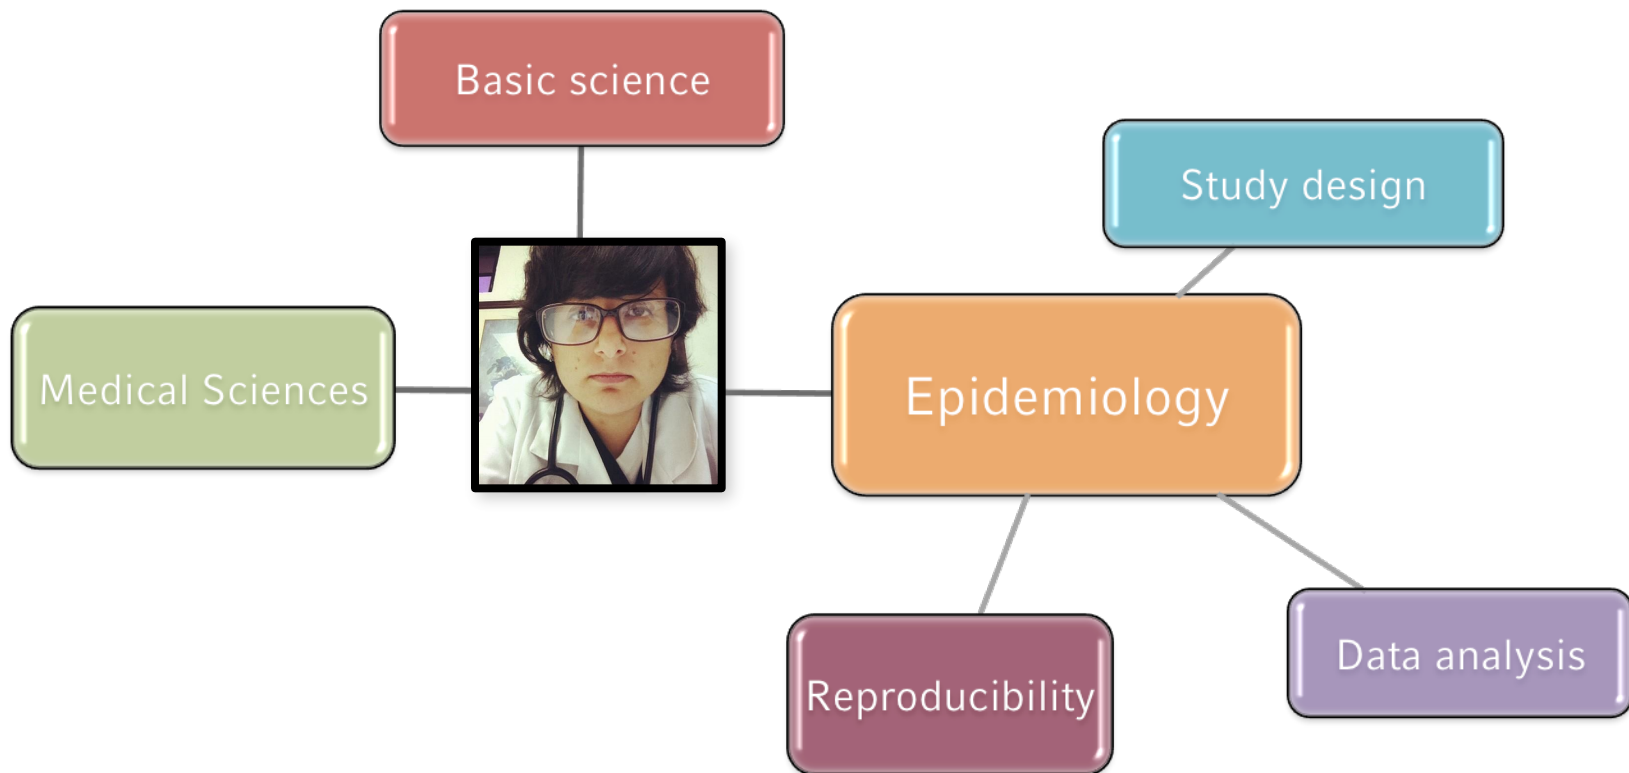 Basic science
Study design
Medical Sciences
Epidemiology
Reproducibility
Data analysis